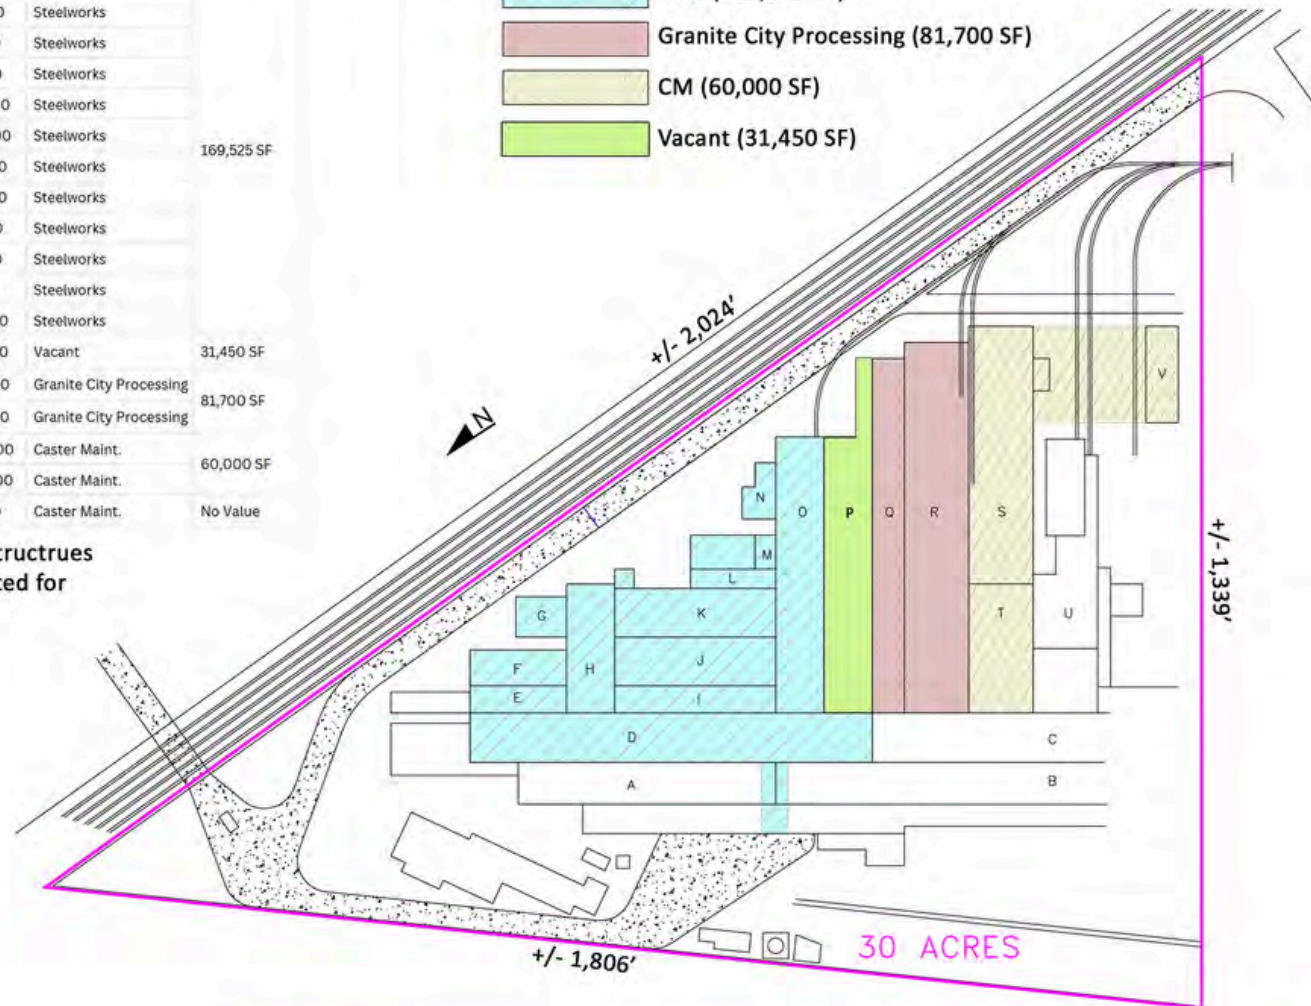 Steelworks
Steelworks
Steelworks
Steelworks
Steelworks
169,525 SF
Steelworks
Steelworks
Steelworks
Steelworks
Steelworks
Steelworks
Vacant 31,450 SF
Granite City Processing
81,700 SF
Granite City Processing
Caster Maint.
60,000 SF
Caster Maint.
Caster Maint. No Value
Granite City Processing (81,700 SF)
CM (60,000 SF)
Vacant (31,450 SF)
+/- 2,024'
N
V
N
O
P
Q
R
S
M
L
G
K
T
U
F
H
J
E
I
D
C
A
B
+/- 1,339'
30 ACRES
+/- 1,806'